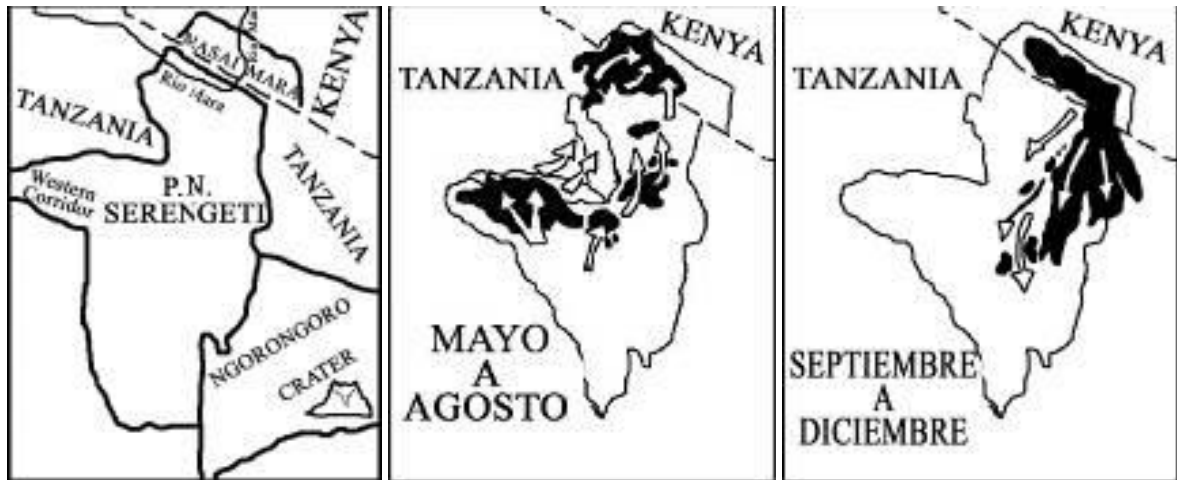 MASAI MARA
KENYA
Rio Mara
TANZANIA
TANZANIA
Western
Corridor
P.N.
SERENGETI
NGORONGORO
CRATER
KENYA
TANZANIA
MAYO
A
AGOSTO
KENYA
TANZANIA
SEPTIEMBRE
A
DICIEMBRE